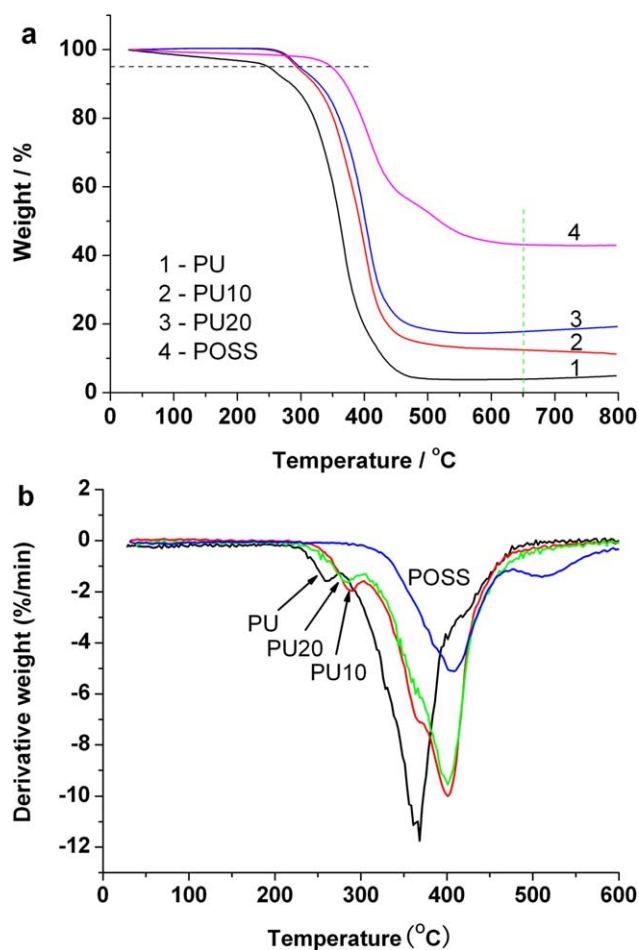 a
100
80
60
40
20
0
Weight / %
1 - PU
2 - PU10
3 - PU20
4 - POSS
4
3
2
1
0 100 200 300 400 500 600 700 800
Temperature / °C
b
2
0
-2
-4
-6
-8
-10
-12
Derivative weight (%/min)
POSS
PU
PU20
PU10
0 100 200 300 400 500 600
Temperature (°C)